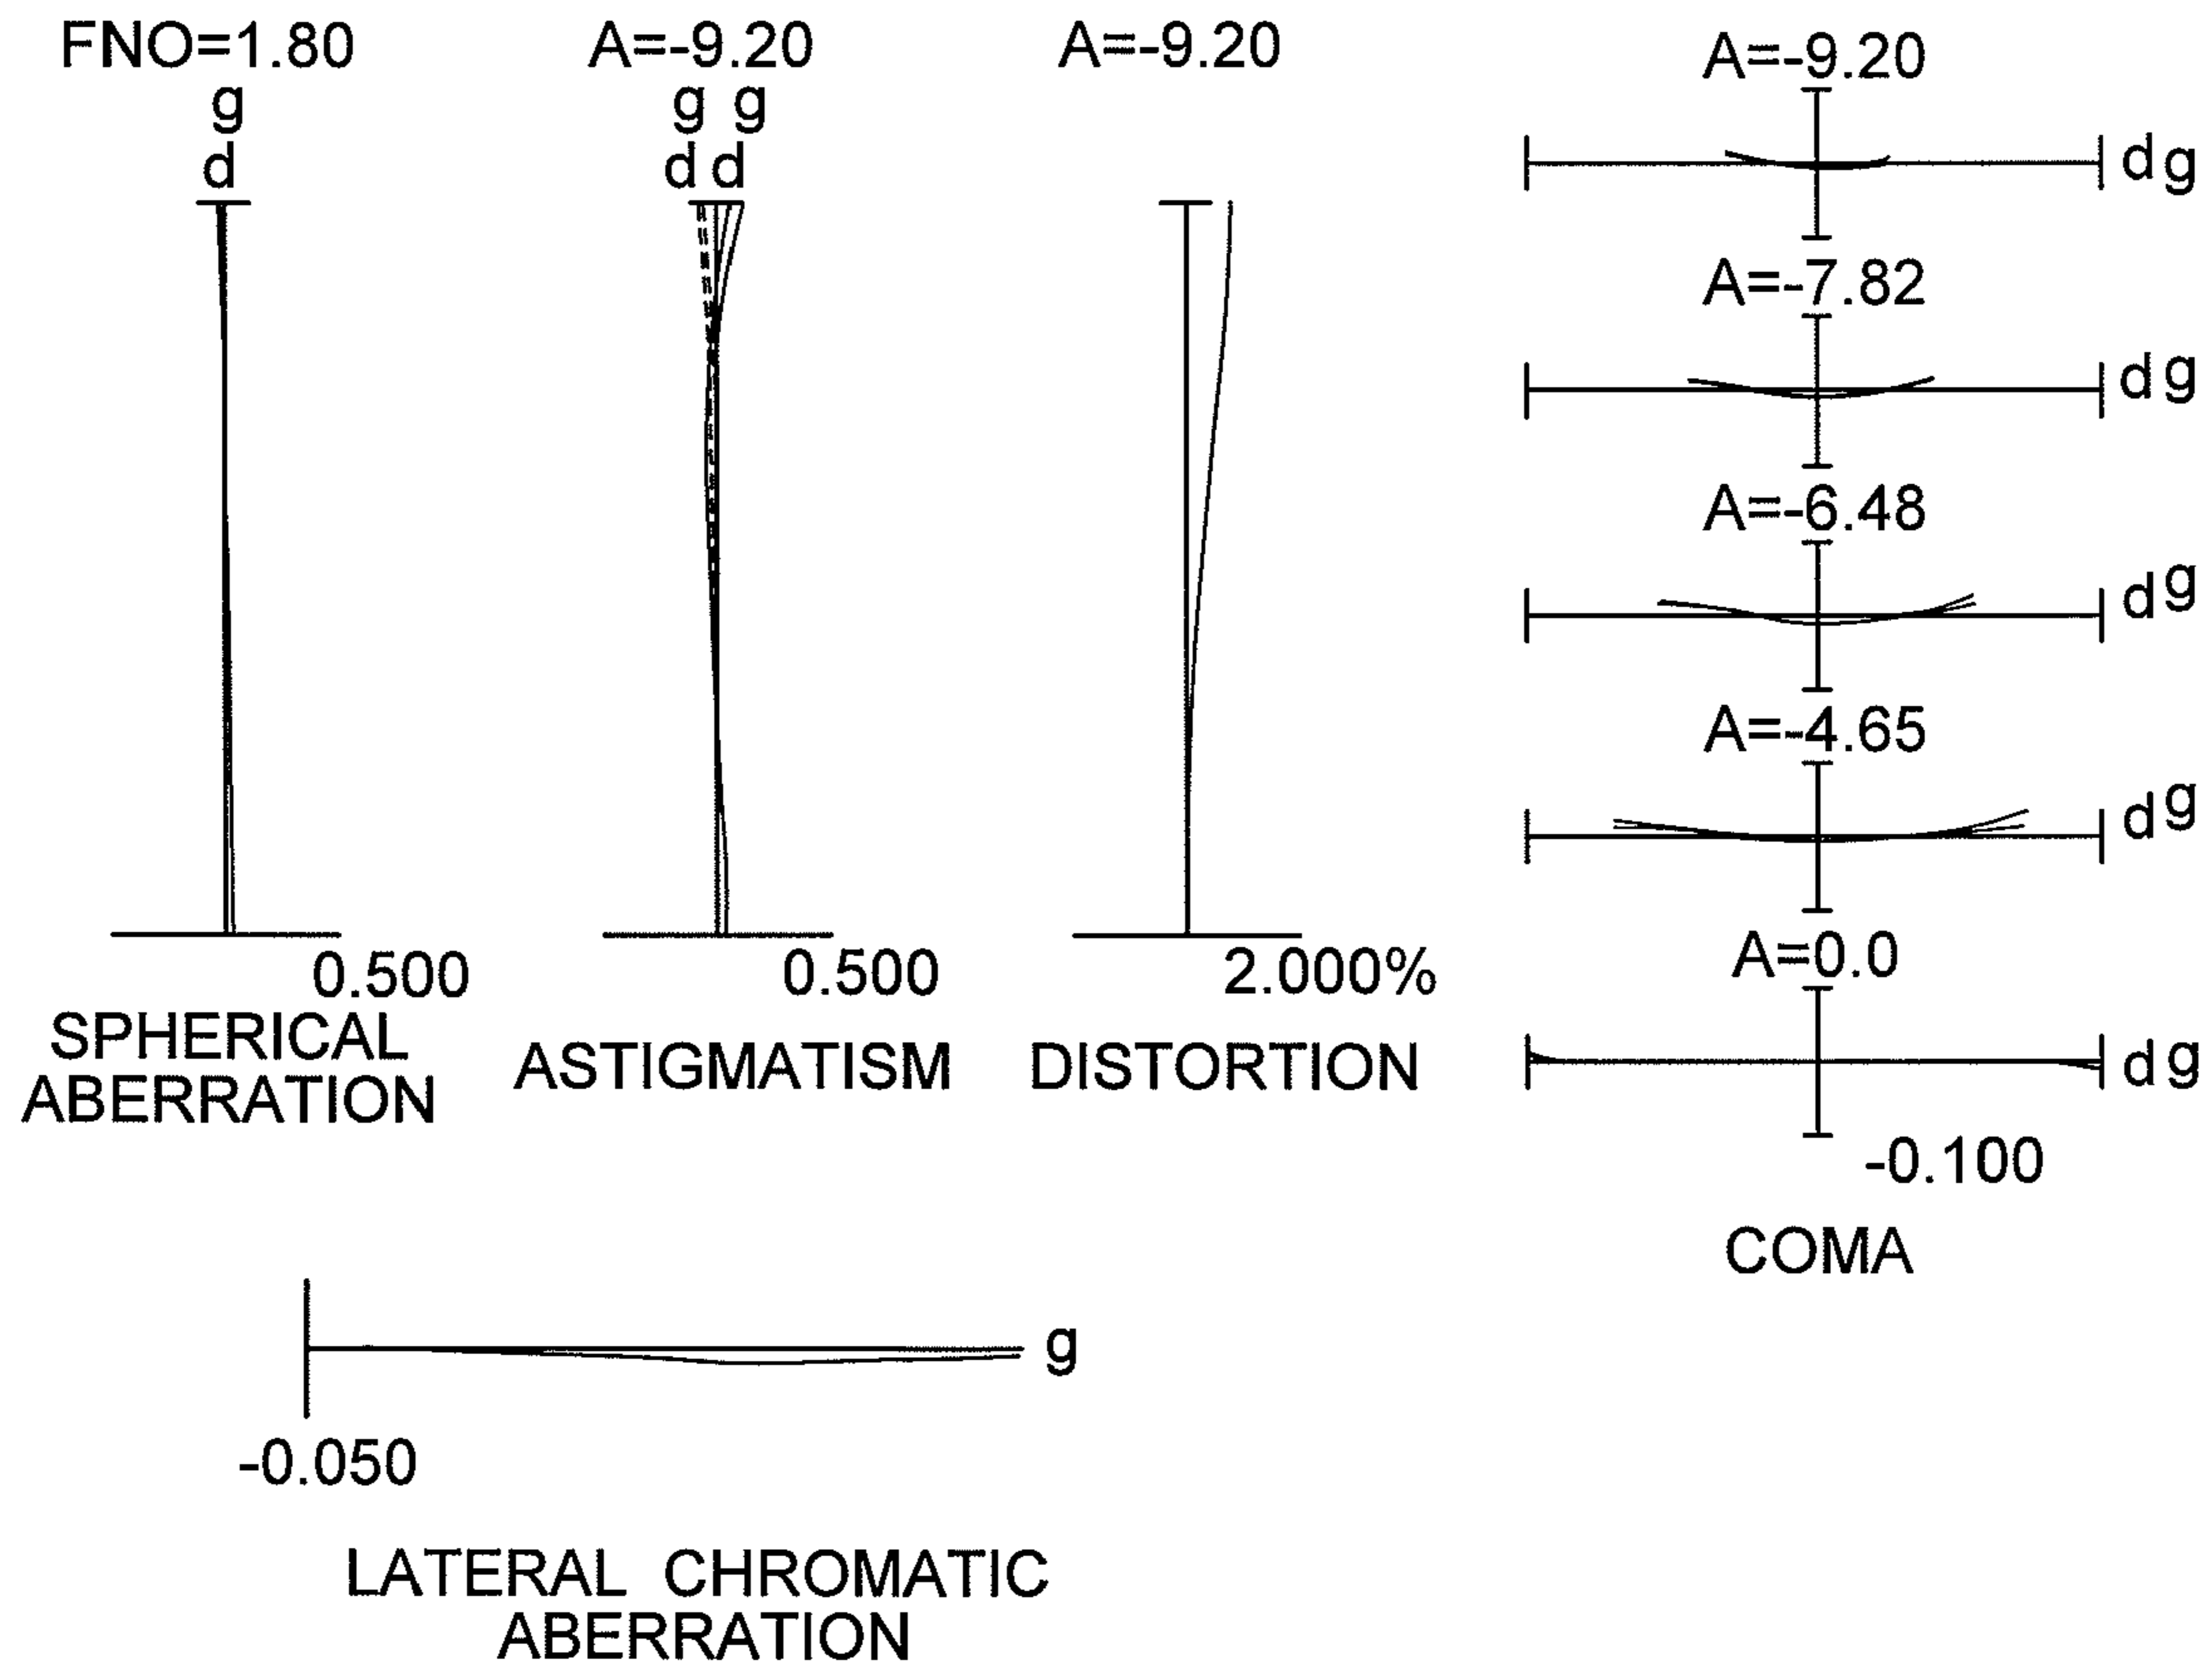 FNO=1.80
g
d
0.500
SPHERICAL
ABERRATION
A=-9.20
g g
d d
0.500
ASTIGMATISM
A=-9.20
2.000%
DISTORTION
A=-9.20
d g
A=-7.82
d g
A=-6.48
d g
A=-4.65
d g
A=0.0
d g
-0.100
COMA
g
-0.050
LATERAL CHROMATIC
ABERRATION